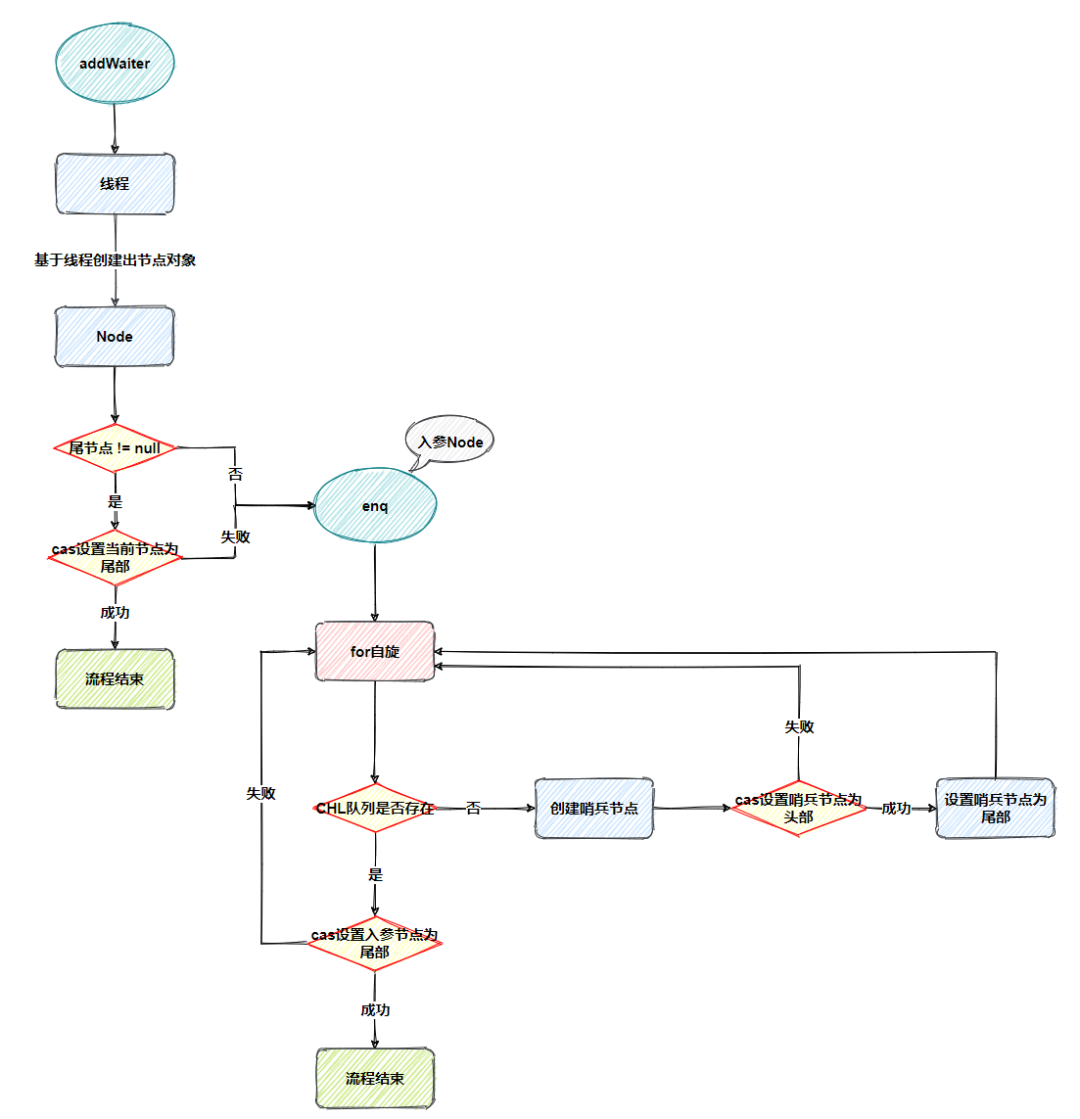 addWaiter
线程
基于线程创建出节点对象
Node
尾节点 != null
否
是
cas设置当前节点为
尾部
失败
成功
流程结束
入参Node
enq
for自旋
失败
失败
CHL队列是否存在
否
创建哨兵节点
cas设置哨兵节点为
头部
成功
设置哨兵节点为
尾部
是
cas设置入参节点为
尾部
成功
流程结束